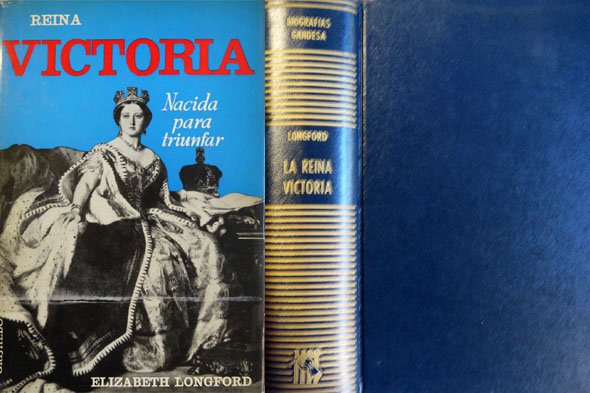 REINA
VICTORIA
Nacida
para
triunfar
ELIZABETH LONGFORD
BIOGRAFIAS
GANDESA
LONGFORD
LA REINA
VICTORIA